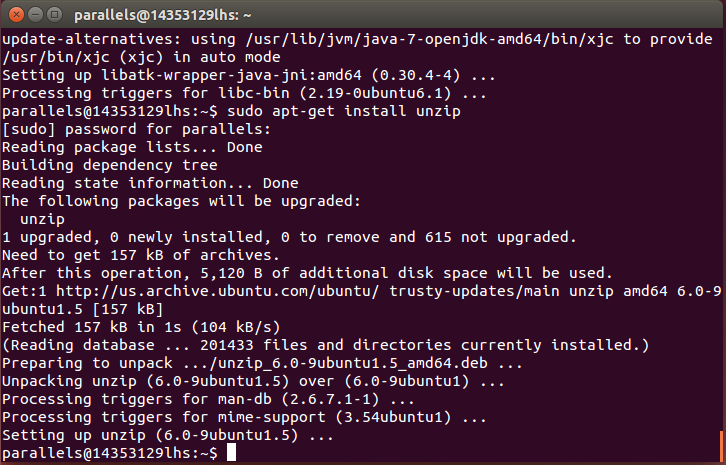 parallels@14353129lhs: ~
update-alternatives: using /usr/lib/jvm/java-7-openjdk-amd64/bin/xjc to provide
/usr/bin/xjc (xjc) in auto mode
Setting up libatk-wrapper-java-jni:amd64 (0.30.4-4) ...
Processing triggers for libc-bin (2.19-0ubuntu6.1) ...
parallels@14353129lhs:~$ sudo apt-get install unzip
[sudo] password for parallels:
Reading package lists... Done
Building dependency tree
Reading state information... Done
The following packages will be upgraded:
  unzip
1 upgraded, 0 newly installed, 0 to remove and 615 not upgraded.
Need to get 157 kB of archives.
After this operation, 5,120 B of additional disk space will be used.
Get:1 http://us.archive.ubuntu.com/ubuntu/ trusty-updates/main unzip amd64 6.0-9
ubuntu1.5 [157 kB]
Fetched 157 kB in 1s (104 kB/s)
(Reading database ... 201433 files and directories currently installed.)
Preparing to unpack .../unzip_6.0-9ubuntu1.5_amd64.deb ...
Unpacking unzip (6.0-9ubuntu1.5) over (6.0-9ubuntu1) ...
Processing triggers for man-db (2.6.7.1-1) ...
Processing triggers for mime-support (3.54ubuntu1) ...
Setting up unzip (6.0-9ubuntu1.5) ...
parallels@14353129lhs:~$